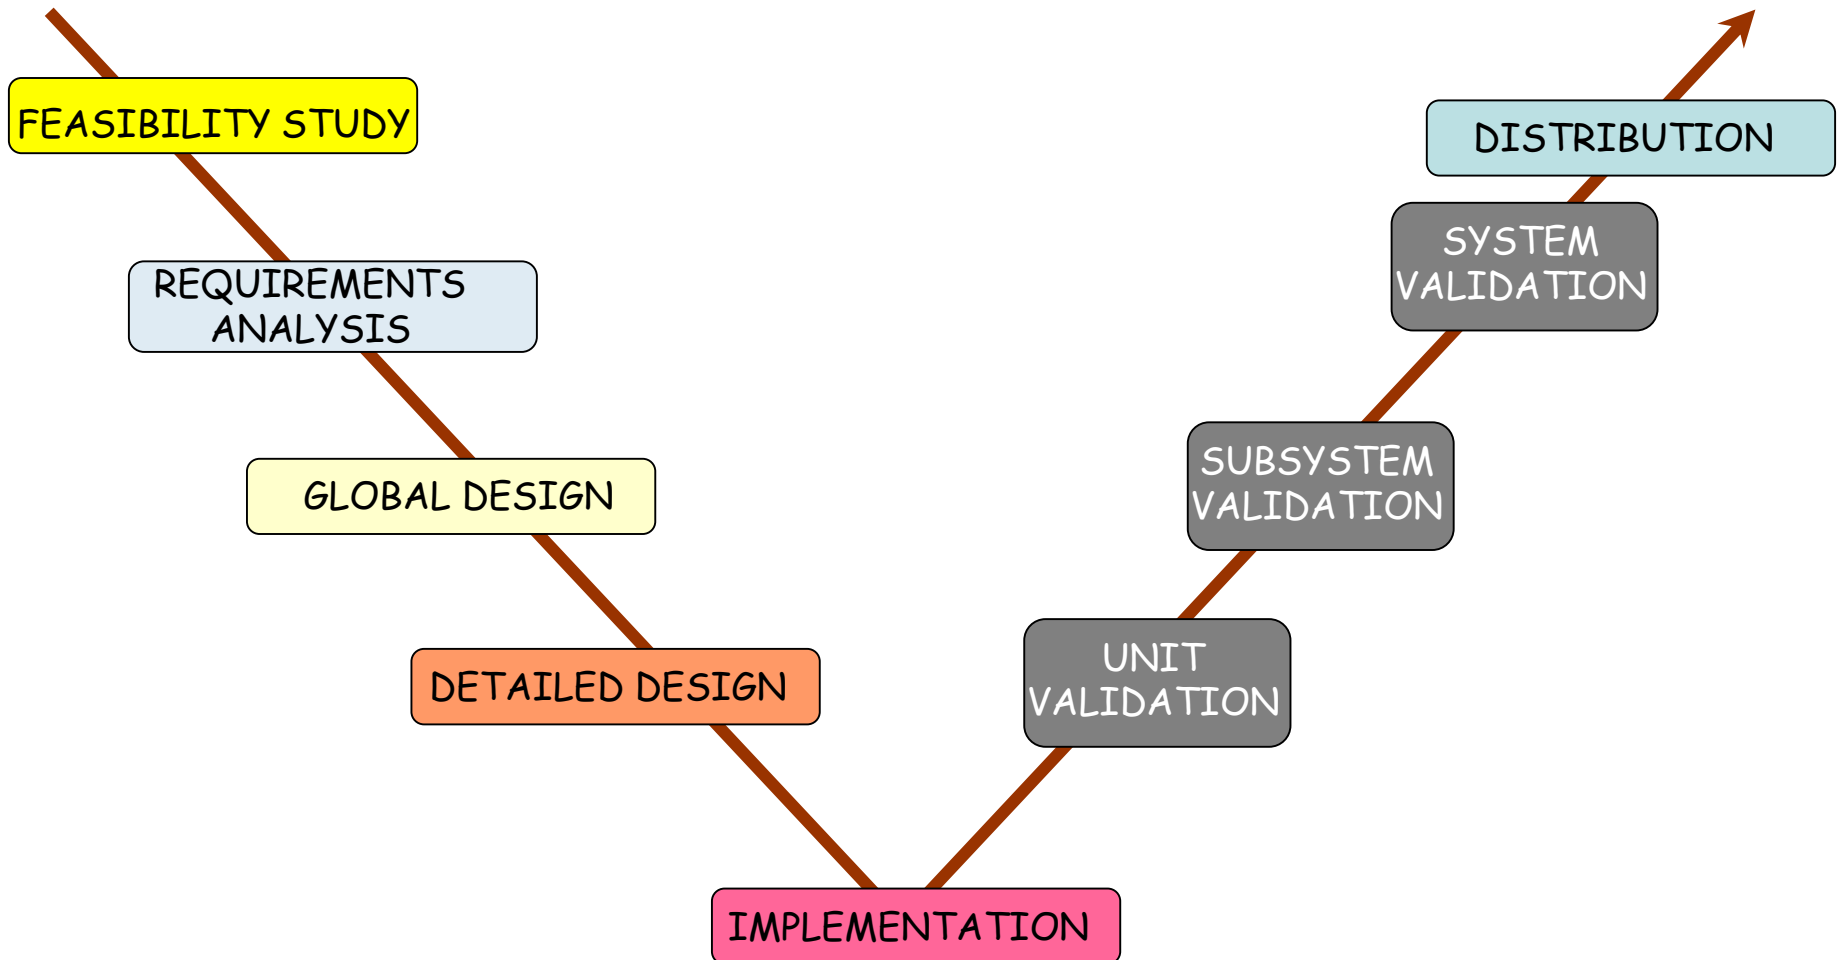 FEASIBILITY STUDY
REQUIREMENTS
ANALYSIS
GLOBAL DESIGN
DETAILED DESIGN
IMPLEMENTATION
UNIT
VALIDATION
SUBSYSTEM
VALIDATION
SYSTEM
VALIDATION
DISTRIBUTION